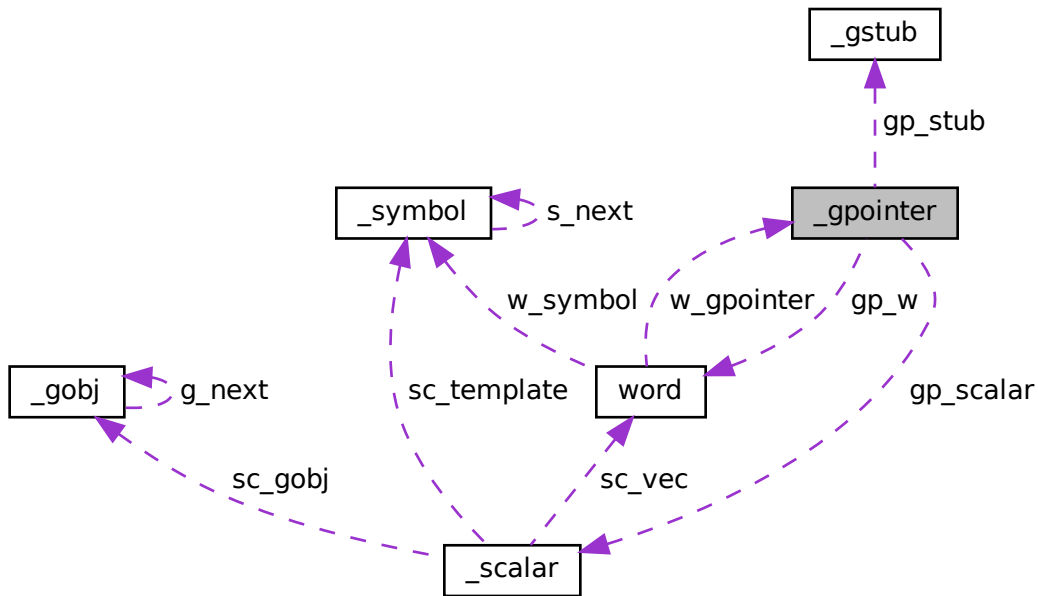 _gstub
gp_stub
_symbol
s_next
_gpointer
w_symbol
w_gpointer
gp_w
_gobj
g_next
sc_template
word
gp_scalar
sc_gobj
sc_vec
_scalar